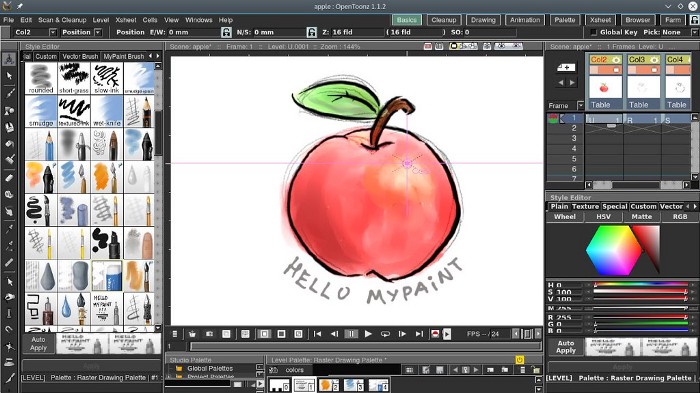 apple : OpenToonz 1.1.2
File Edit Scan & Cleanup Level Xsheet Cells View Windows Help
Basics Cleanup Drawing Animation Palette Xsheet Browser Farm
Col2 Position E/W: 0 mm N/S: 0 mm Z: 16 fld ( 16 fld ) SO: 0
Global Key Pick: No
Style Editor
Custom Vector Brush MyPaint Brush
rounded short-grass slow-ink
smudge textured-ink wet-knife
Auto Apply
[LEVEL] Palette : Raster Drawing Palette | #1
Scene: apple * :: Frame: 1 :: Level: U.0001 :: Zoom : 144%
HELLO MYPAINT
FPS -- / 24
Studio Palette
Global Palettes
Project Palettes
Level Palette: Raster Drawing Palette *
colors
Scene: apple * :: 1 Frames Level: U
Col2 Col3 Col4
Frame
Table Table Table
1 U 1 R 1 S
2
3
4
5
6
7
Style Editor
Plain Texture Special Custom Vector
Wheel HSV Matte RGB
H 0
S 100
V 100
R 255
G 0
B 0
Auto Apply
[LEVEL] Palette : Raster Drawing Palette